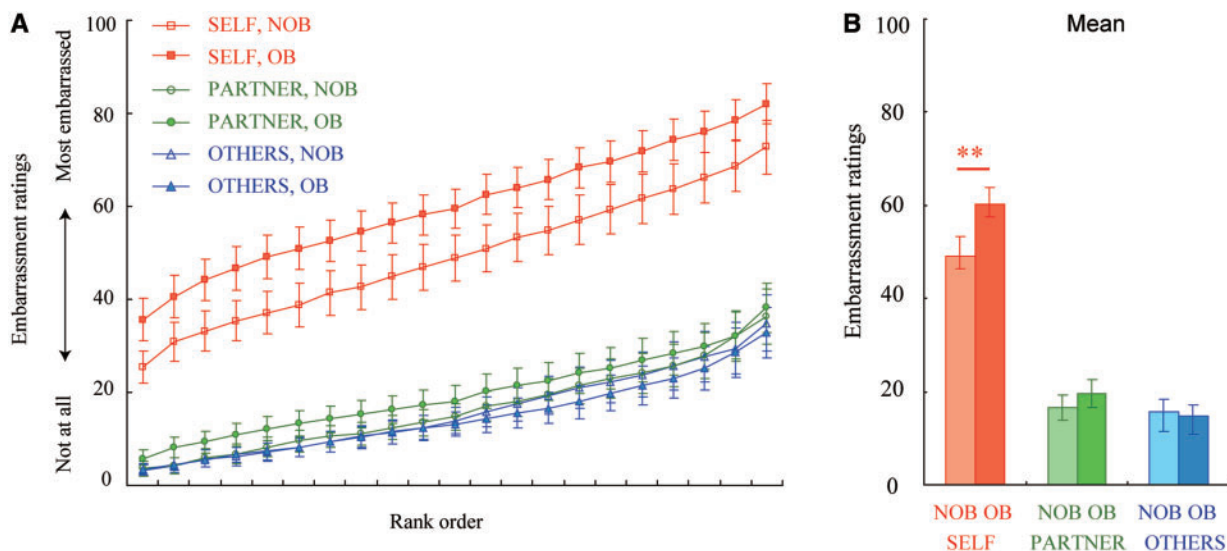 A
Embarrassment ratings
Not at all
Most embarrassed
100
80
60
40
20
0
SELF, NOB
SELF, OB
PARTNER, NOB
PARTNER, OB
OTHERS, NOB
OTHERS, OB
Rank order
B
Mean
Embarrassment ratings
100
80
60
40
20
0
**
NOB OB NOB OB NOB OB
SELF PARTNER OTHERS